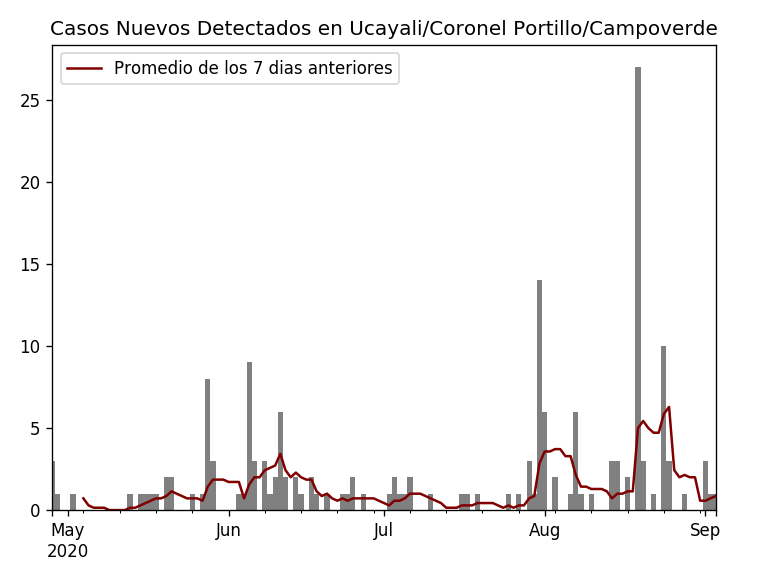 Casos Nuevos Detectados en Ucayali/Coronel Portillo/Campoverde
Promedio de los 7 dias anteriores
25
20
15
10
5
0
May Jun Jul Aug Sep
2020